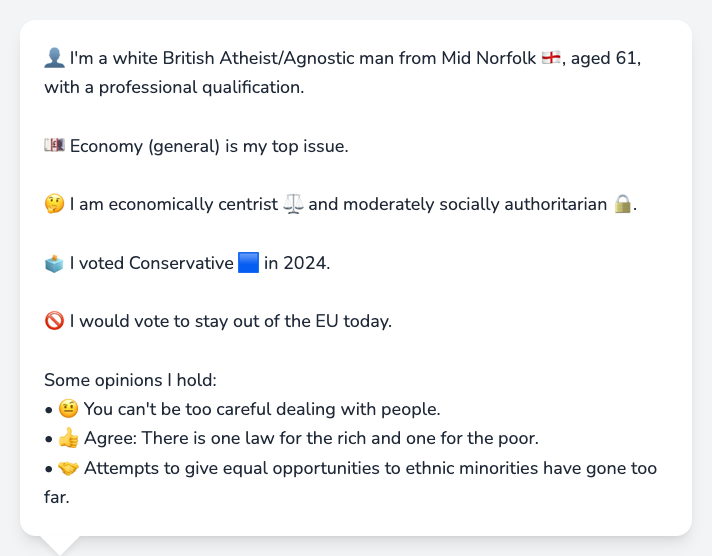 👤 I'm a white British Atheist/Agnostic man from Mid Norfolk 🏴󠁧󠁢󠁥󠁮󠁧󠁿, aged 61,
with a professional qualification.
💷 Economy (general) is my top issue.
🤔 I am economically centrist ⚖️ and moderately socially authoritarian 🔒.
🗳️ I voted Conservative 🟦 in 2024.
🚫 I would vote to stay out of the EU today.
Some opinions I hold:
• 🤨 You can't be too careful dealing with people.
• 👍 Agree: There is one law for the rich and one for the poor.
• 🤝 Attempts to give equal opportunities to ethnic minorities have gone too
far.